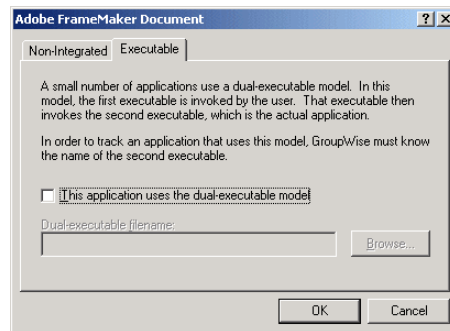 Adobe FrameMaker Document
Non-Integrated
Executable
A small number of applications use a dual-executable model. In this
model, the first executable is invoked by the user. That executable then
invokes the second executable, which is the actual application.
In order to track an application that uses this model, GroupWise must know
the name of the second executable.
This application uses the dual-executable model
Dual-executable filename:
Browse...
OK
Cancel